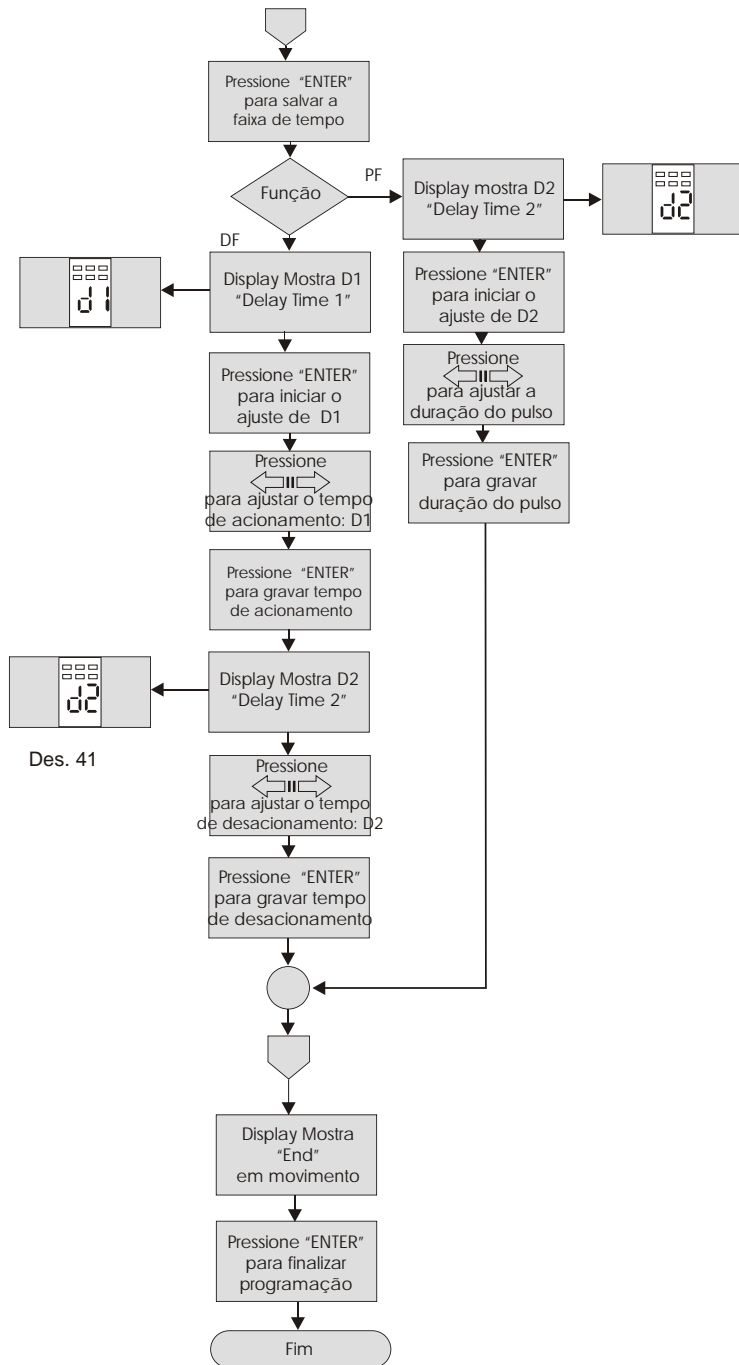 Pressione "ENTER"
para salvar a
faixa de tempo
Função
PF
Display mostra D2
"Delay Time 2"
d2
DF
Display Mostra D1
"Delay Time 1"
d1
Pressione "ENTER"
para iniciar o
ajuste de D2
Pressione
para ajustar a
duração do pulso
Pressione "ENTER"
para gravar
duração do pulso
Pressione "ENTER"
para iniciar o
ajuste de D1
Pressione
para ajustar o tempo
de acionamento: D1
Pressione "ENTER"
para gravar tempo
de acionamento
Display Mostra D2
"Delay Time 2"
d2
Des. 41
Pressione
para ajustar o tempo
de desacionamento: D2
Pressione "ENTER"
para gravar tempo
de desacionamento
Display Mostra
"End"
em movimento
Pressione "ENTER"
para finalizar
programação
Fim